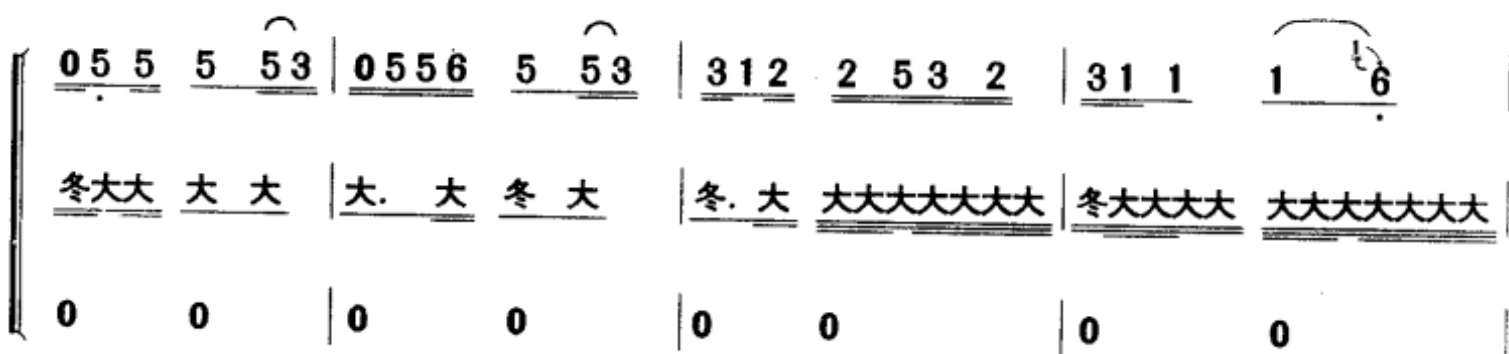 0 5 5 5 5 3 | 0 5 5 6 5 5 3 | 3 1 2 2 5 3 2 | 3 1 1 1 6
冬大大 大 大 | 大. 大 冬 大 | 冬. 大 大大大大大大大 | 冬大大大大 大大大大大大大
0 0 | 0 0 | 0 0 | 0 0